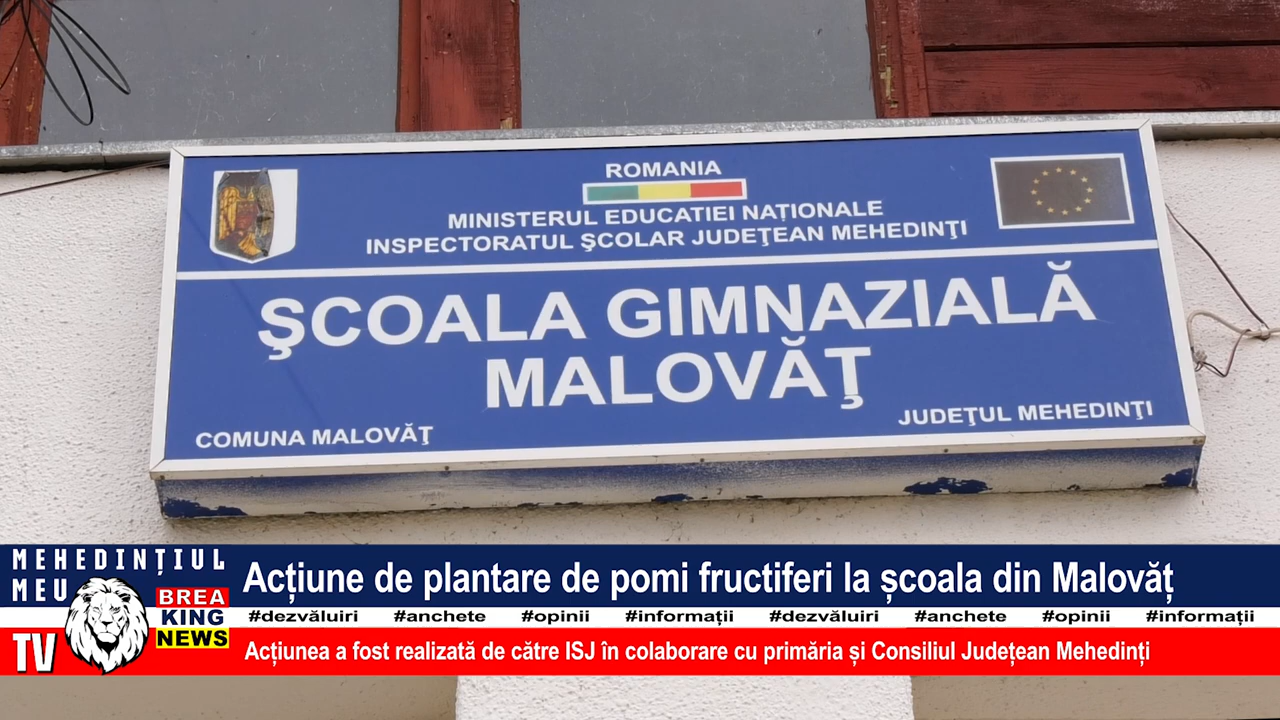 ROMANIA
MINISTERUL EDUCATIEI NAȚIONALE
INSPECTORATUL ŞCOLAR JUDEŢEAN MEHEDINŢI
ŞCOALA GIMNAZIALĂ
MALOVĂŢ
COMUNA MALOVĂŢ
JUDEŢUL MEHEDINŢI
MEHEDINȚIUL
MEU
TV
BREA
KING
NEWS
Acțiune de plantare de pomi fructiferi la școala din Malovăț
#dezvăluiri #anchete #opinii #informații #dezvăluiri #anchete #opinii #informații
Acțiunea a fost realizată de către ISJ în colaborare cu primăria și Consiliul Județean Mehedinți